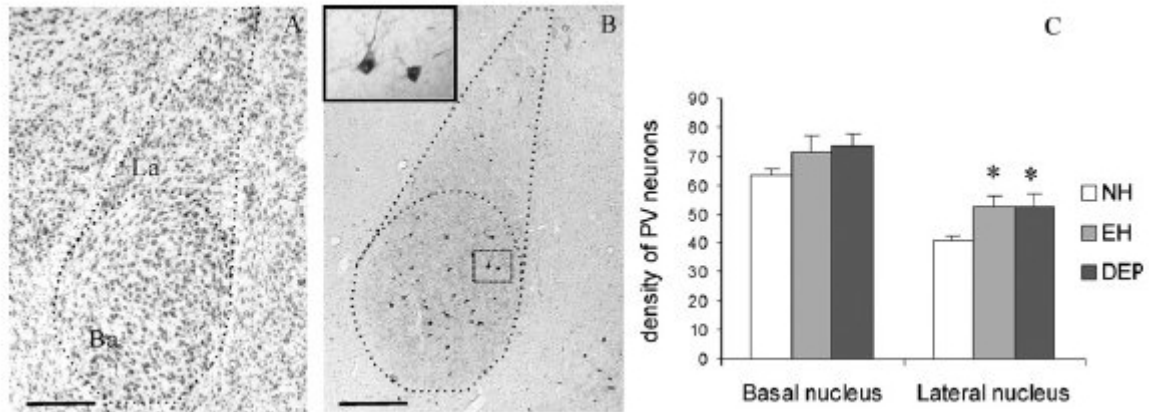 A
La
Ba
B
C
density of PV neurons
90
80
70
60
50
40
30
20
10
0
* *
Basal nucleus Lateral nucleus
NH
EH
DEP